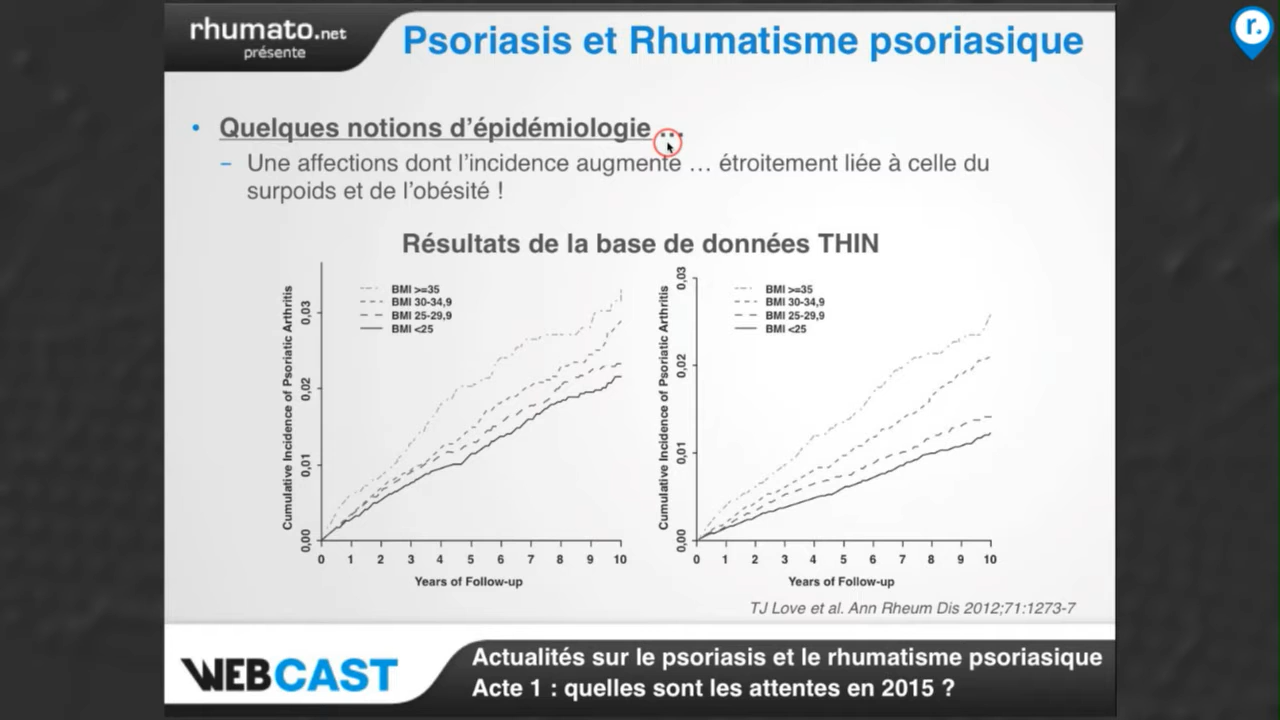 rhumato.net
présente
Psoriasis et Rhumatisme psoriasique
r.
• Quelques notions d'épidémiologie ...
– Une affections dont l'incidence augmente ... étroitement liée à celle du
surpoids et de l'obésité !
Résultats de la base de données THIN
Cumulative Incidence of Psoriatic Arthritis
0,03
0,02
0,01
0,00
BMI >=35
BMI 30-34,9
BMI 25-29,9
BMI <25
0 1 2 3 4 5 6 7 8 9 10
Years of Follow-up
Cumulative Incidence of Psoriatic Arthritis
0,03
0,02
0,01
0,00
BMI >=35
BMI 30-34,9
BMI 25-29,9
BMI <25
0 1 2 3 4 5 6 7 8 9 10
Years of Follow-up
TJ Love et al. Ann Rheum Dis 2012;71:1273-7
WEBCAST
Actualités sur le psoriasis et le rhumatisme psoriasique
Acte 1 : quelles sont les attentes en 2015 ?